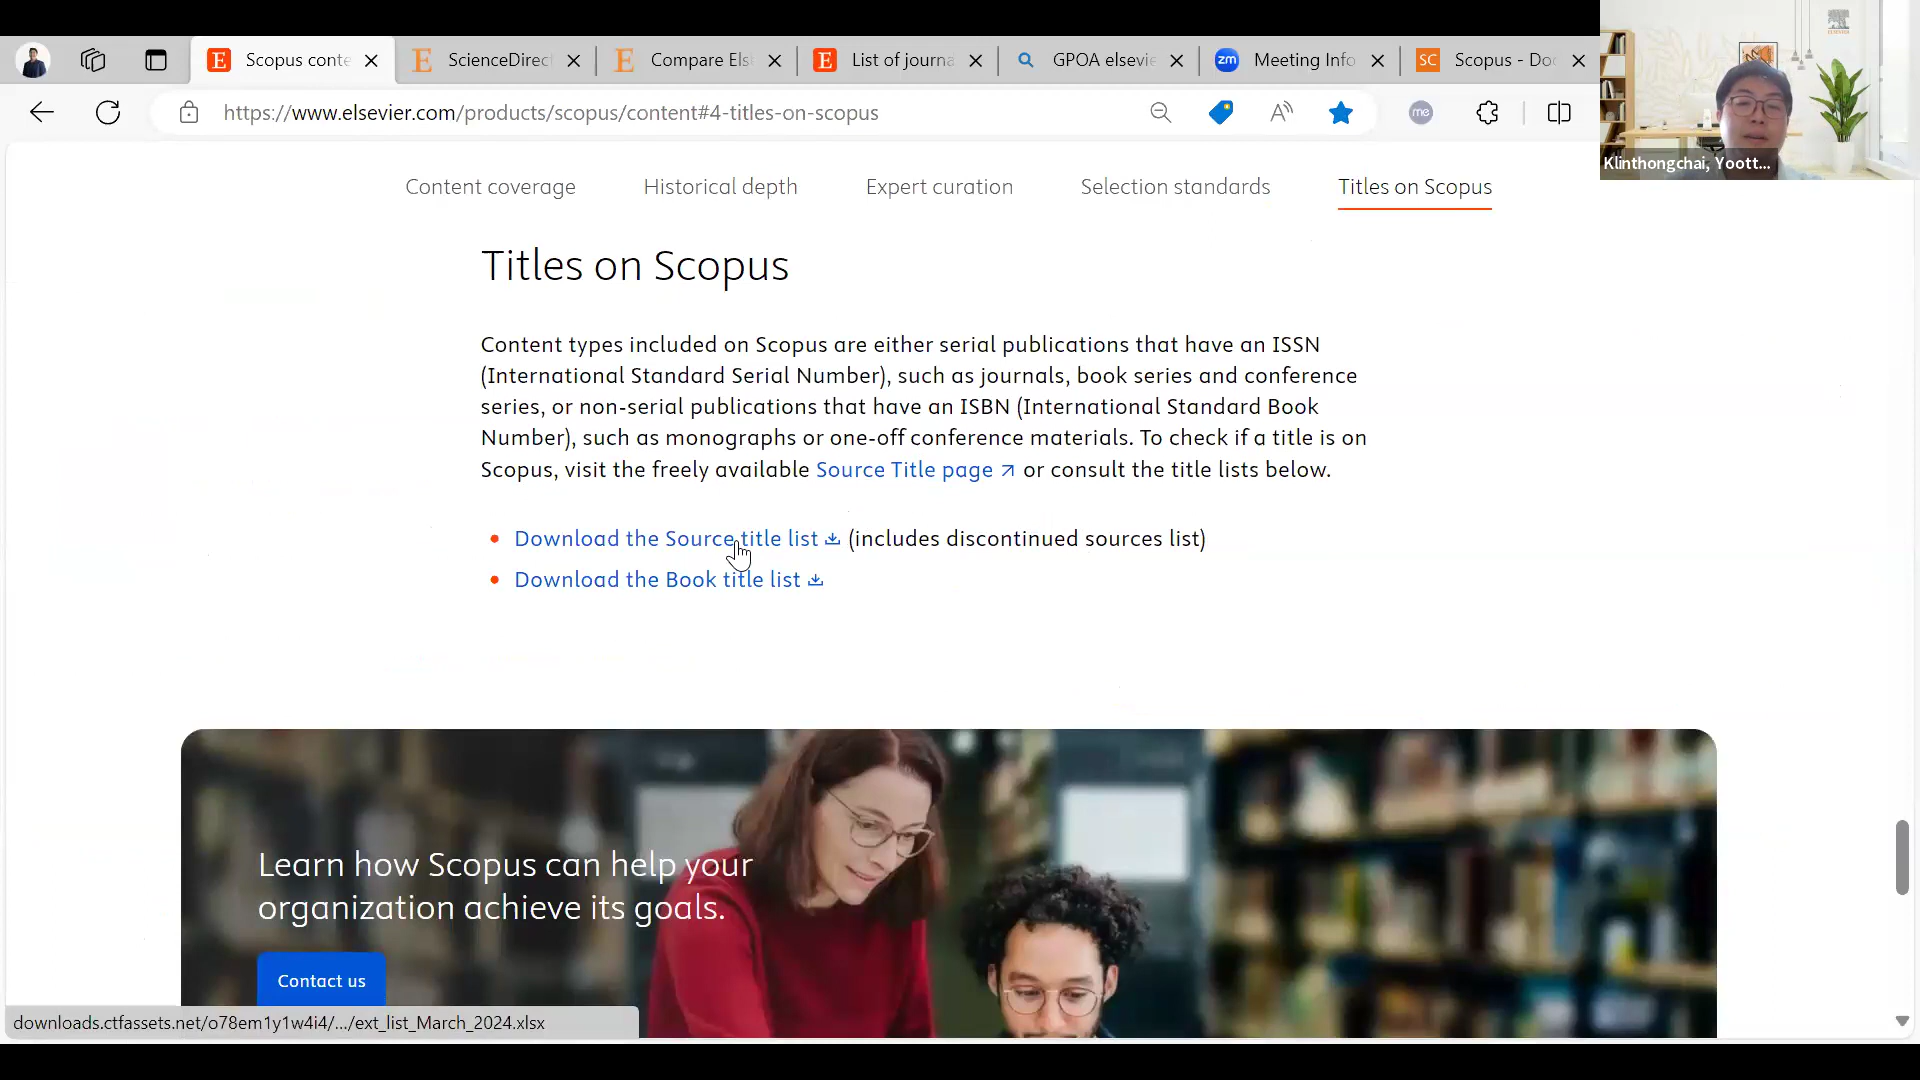 Scopus conte
ScienceDirec
Compare Els
List of journa
GPOA elsevie
zm
Meeting Info
SC
Scopus - Do
https://www.elsevier.com/products/scopus/content#4-titles-on-scopus
me
Klinthongchai, Yoott...
Content coverage
Historical depth
Expert curation
Selection standards
Titles on Scopus
Titles on Scopus
Content types included on Scopus are either serial publications that have an ISSN
(International Standard Serial Number), such as journals, book series and conference
series, or non-serial publications that have an ISBN (International Standard Book
Number), such as monographs or one-off conference materials. To check if a title is on
Scopus, visit the freely available Source Title page or consult the title lists below.
Download the Source title list (includes discontinued sources list)
Download the Book title list
Learn how Scopus can help your
organization achieve its goals.
Contact us
downloads.ctfassets.net/o78em1y1w4i4/.../ext_list_March_2024.xlsx